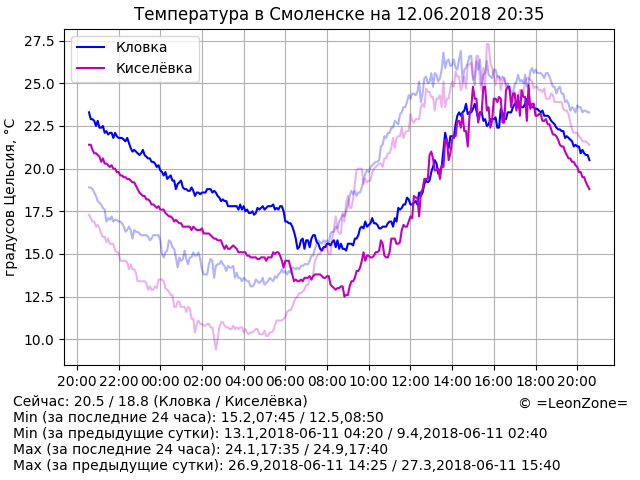 Температура в Смоленске на 12.06.2018 20:35
Кловка
Киселёвка
градусов Цельсия, °C
27.5
25.0
22.5
20.0
17.5
15.0
12.5
10.0
20:00 22:00 00:00 02:00 04:00 06:00 08:00 10:00 12:00 14:00 16:00 18:00 20:00
Сейчас: 20.5 / 18.8 (Кловка / Киселёвка)
© =LeonZone=
Min (за последние 24 часа): 15.2,07:45 / 12.5,08:50
Min (за предыдущие сутки): 13.1,2018-06-11 04:20 / 9.4,2018-06-11 02:40
Max (за последние 24 часа): 24.1,17:35 / 24.9,17:40
Max (за предыдущие сутки): 26.9,2018-06-11 14:25 / 27.3,2018-06-11 15:40